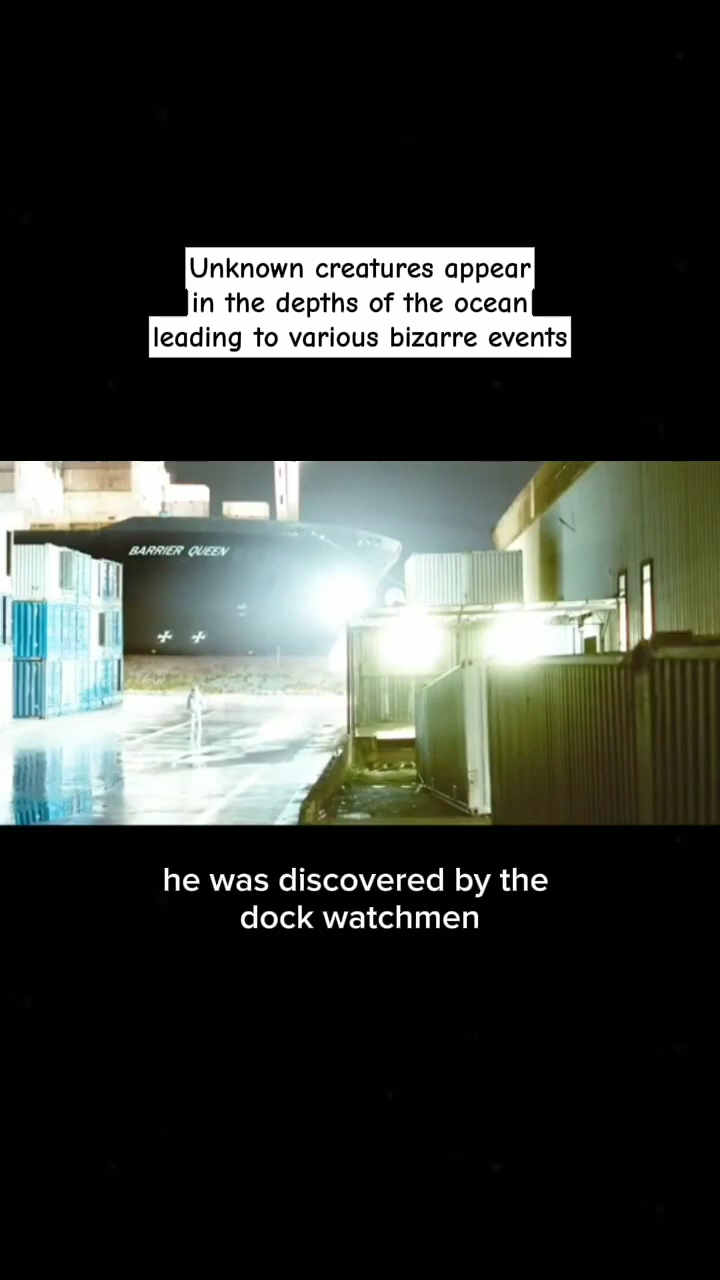 Unknown creatures appear
in the depths of the ocean
leading to various bizarre events
BARRIER QUEEN
he was discovered by the
dock watchmen